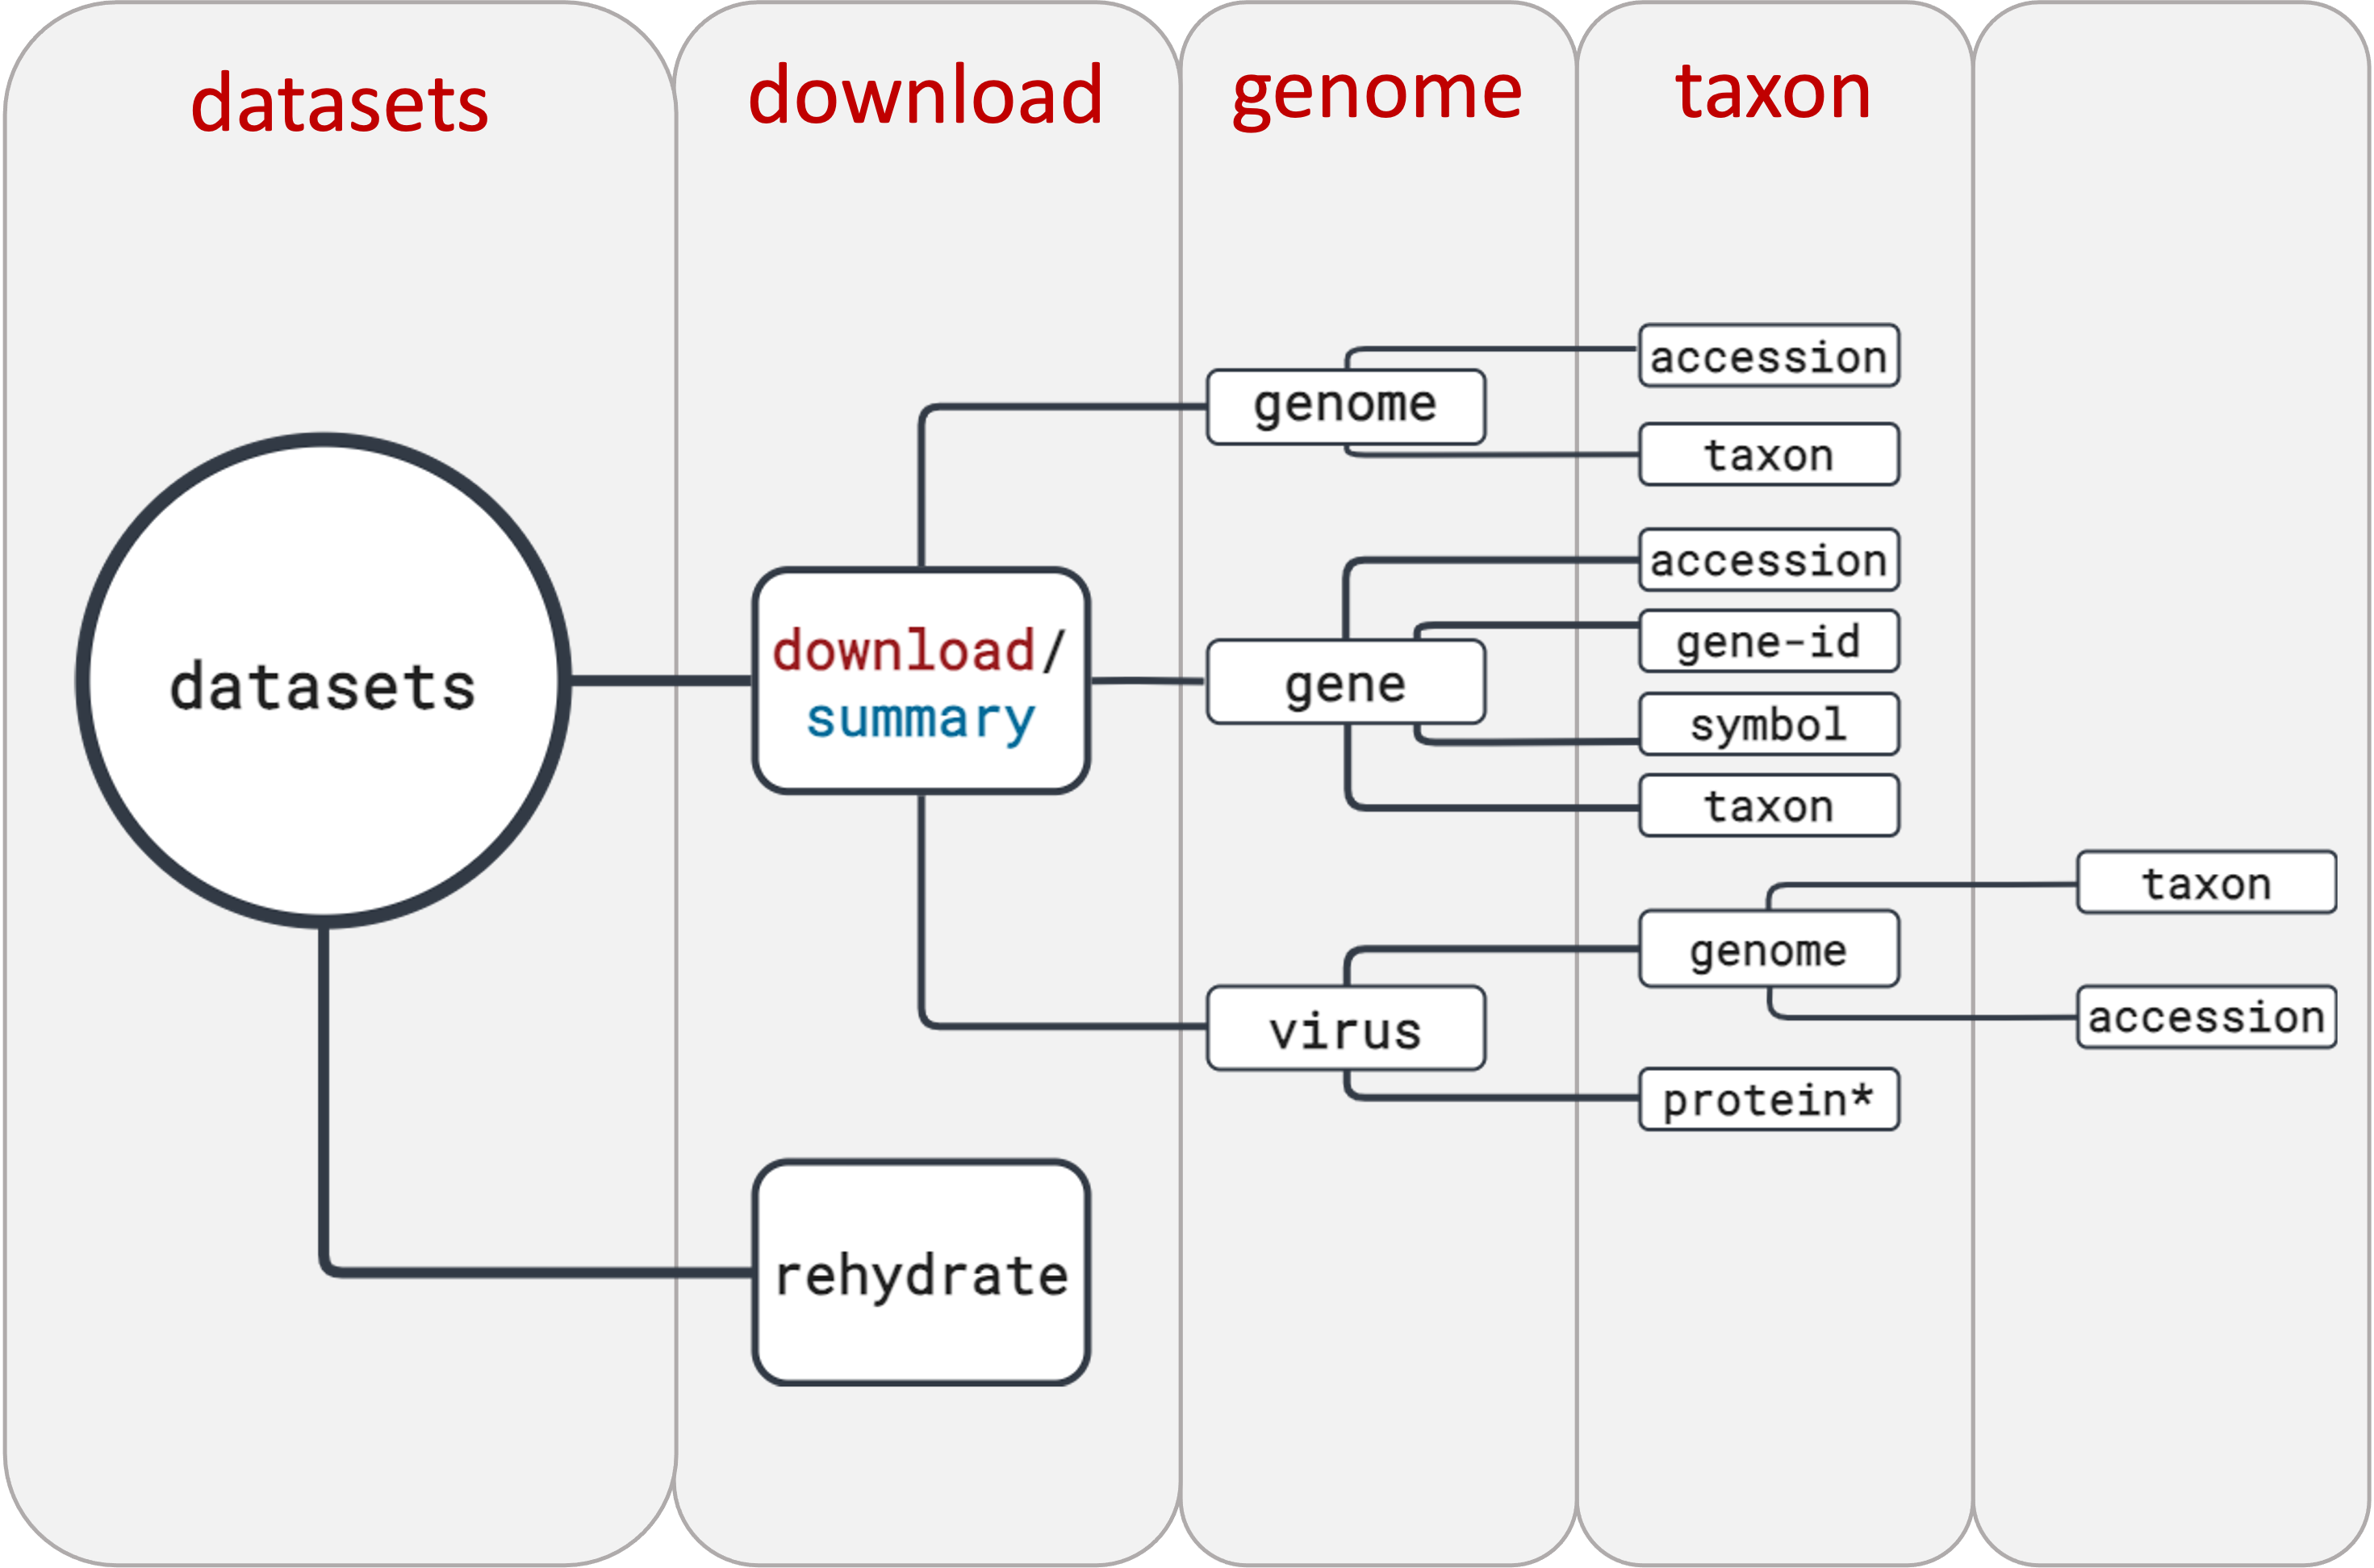 datasets
download
genome
taxon
datasets
download/
summary
rehydrate
genome
accession
taxon
gene
accession
gene-id
symbol
taxon
virus
genome
taxon
accession
protein*